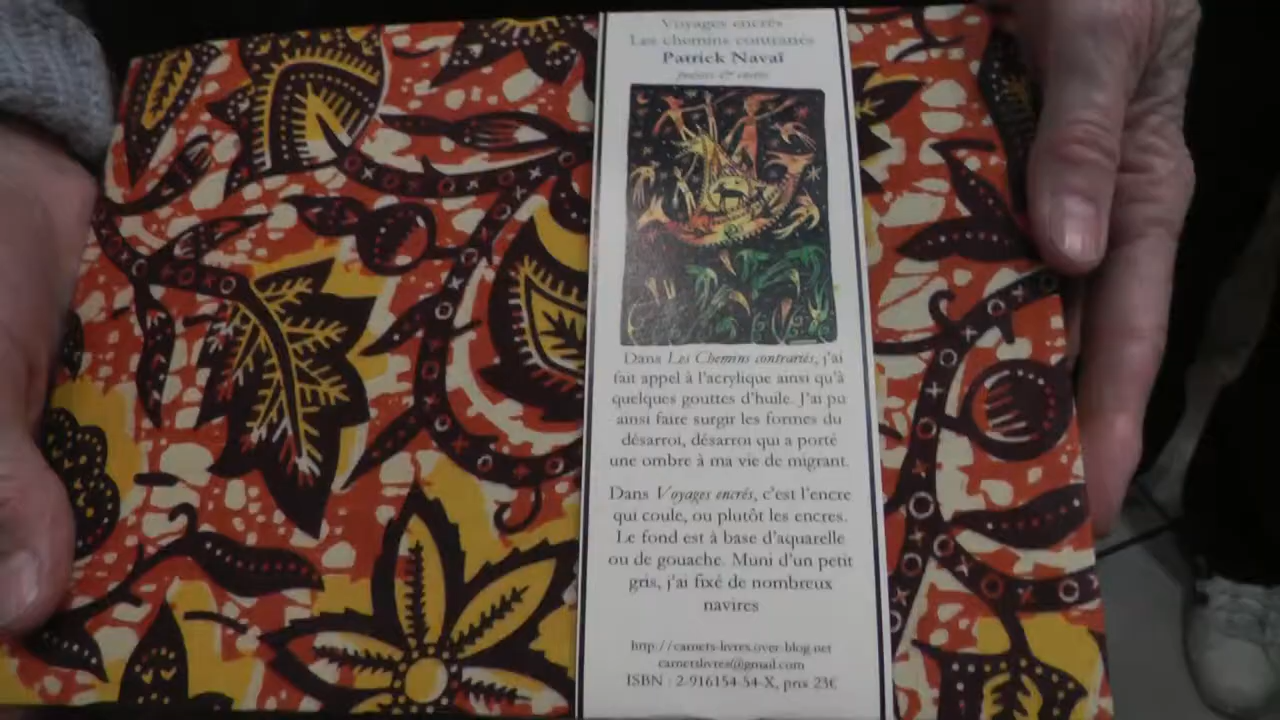 Voyages encrés
Les chemins contrariés
Patrick Navaï
poésies & encres
Dans Les Chemins contrariés, j'ai
fait appel à l'acrylique ainsi qu'à
quelques gouttes d'huile. J'ai pu
ainsi faire surgir les formes du
désarroi, désarroi qui a porté
une ombre à ma vie de migrant.
Dans Voyages encrés, c'est l'encre
qui coule, ou plutôt les encres.
Le fond est à base d'aquarelle
ou de gouache. Muni d'un petit
gris, j'ai fixé de nombreux
navires
http://carnets-livres.over-blog.net
carnetslivres@gmail.com
ISBN : 2-916154-54-X, prix 23€